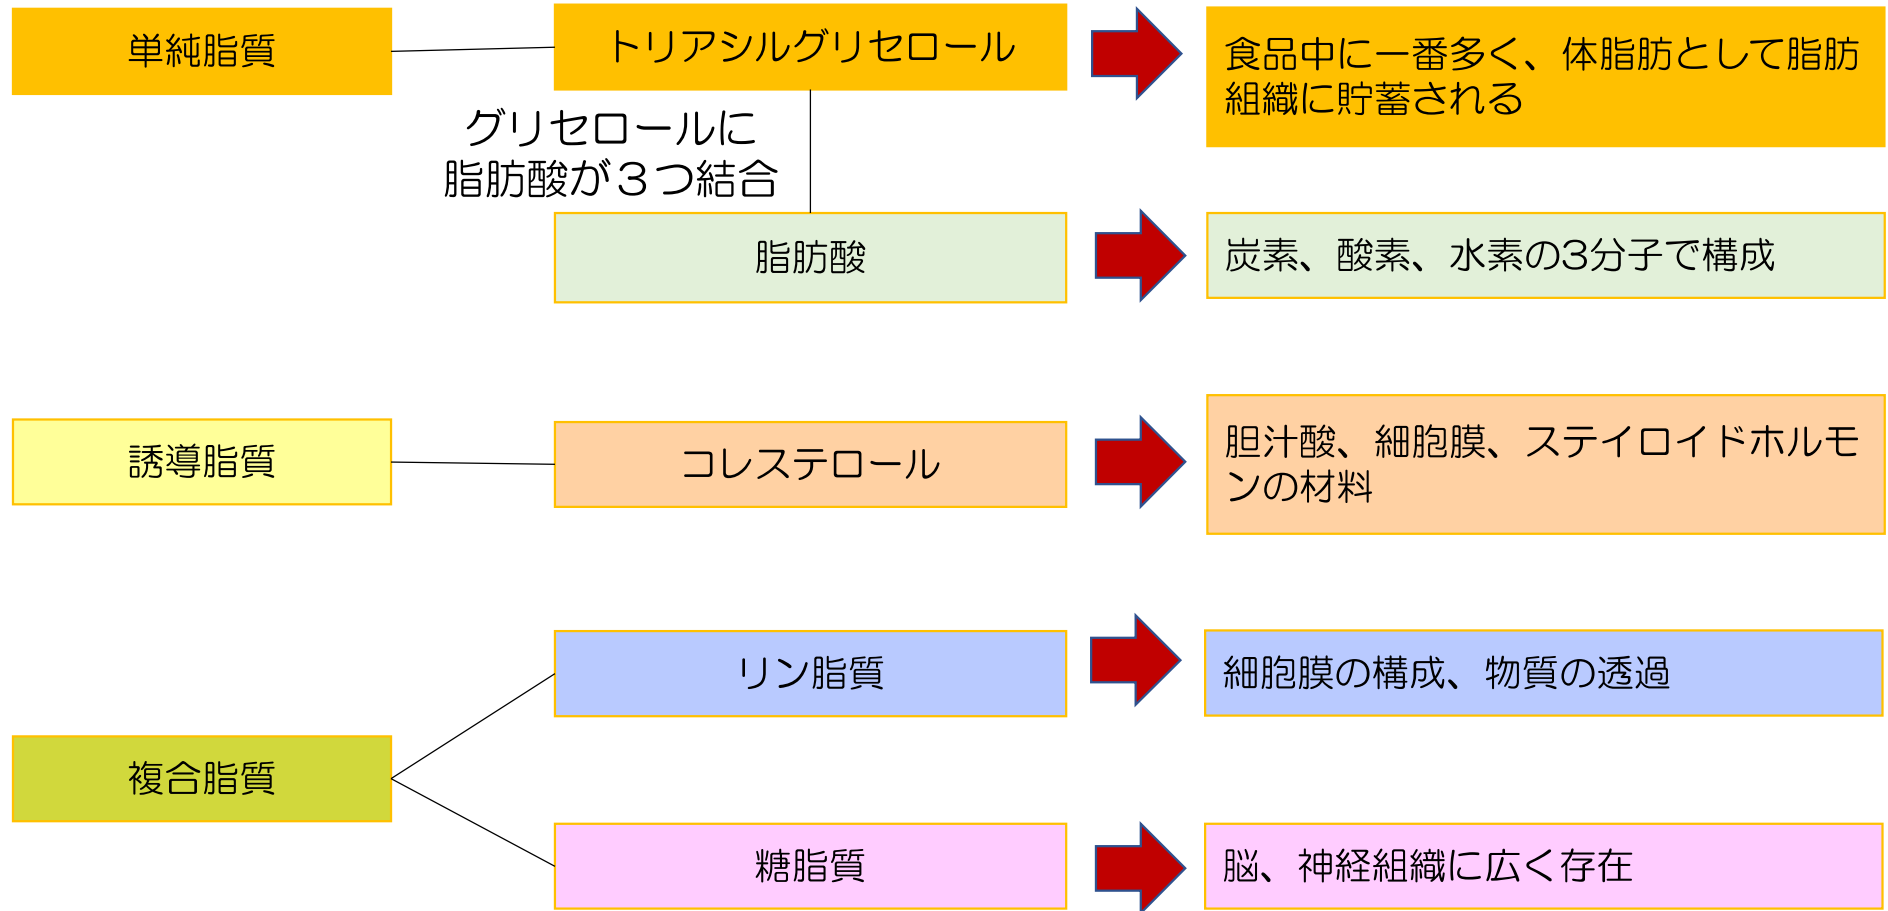 単純脂質
トリアシルグリセロール
食品中に一番多く、体脂肪として脂肪
組織に貯蓄される
グリセロールに
脂肪酸が３つ結合
脂肪酸
炭素、酸素、水素の3分子で構成
誘導脂質
コレステロール
胆汁酸、細胞膜、ステイロイドホルモ
ンの材料
複合脂質
リン脂質
細胞膜の構成、物質の透過
糖脂質
脳、神経組織に広く存在